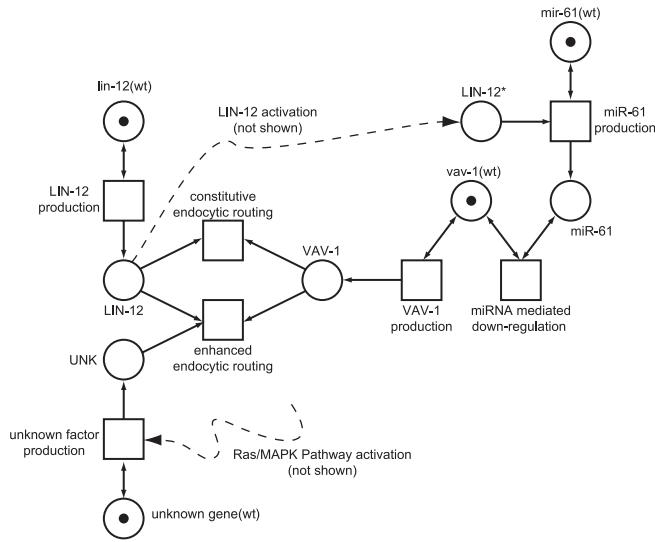 mir-61(wt)
lin-12(wt)
LIN-12 activation
(not shown)
LIN-12*
miR-61
production
LIN-12
production
constitutive
endocytic routing
vav-1(wt)
miR-61
VAV-1
LIN-12
VAV-1
production
miRNA mediated
down-regulation
UNK
enhanced
endocytic routing
unknown factor
production
Ras/MAPK Pathway activation
(not shown)
unknown gene(wt)